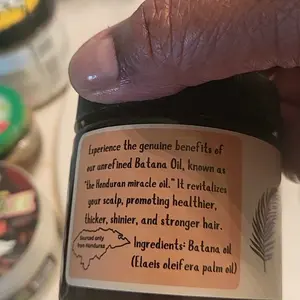 Experience the genuine benefits of
our unrefined Batana Oil, known as
"the Honduran miracle oil." It revitalizes
your scalp, promoting healthier,
thicker, shinier, and stronger hair.
Sourced only
from Honduras
Ingredients: Batana oil
(Elaeis oleifera palm oil)